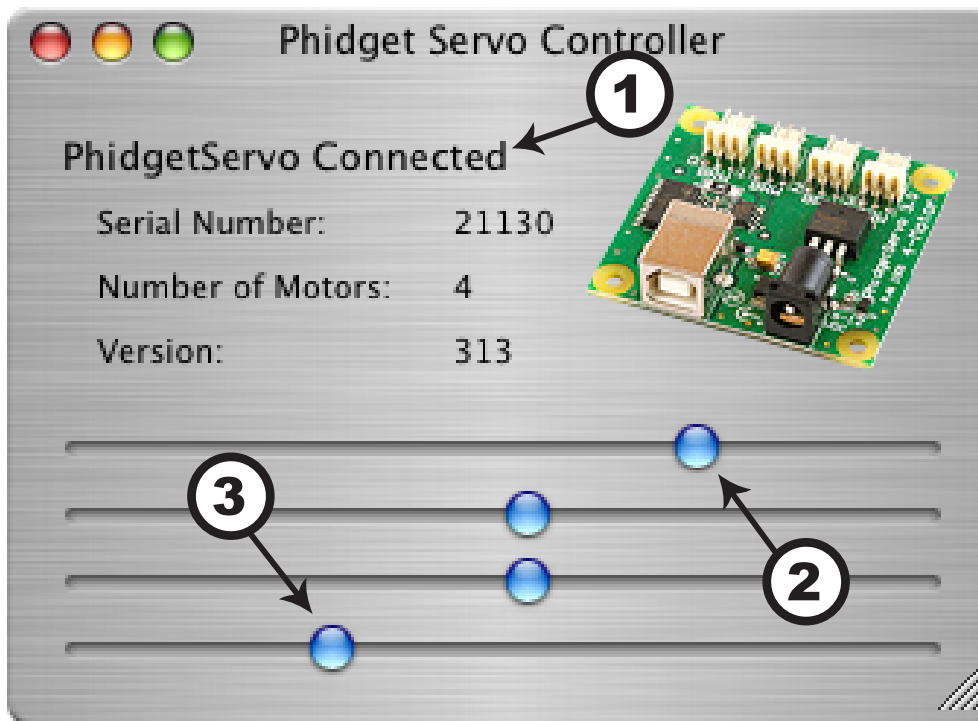 Phidget Servo Controller
1
PhidgetServo Connected
Serial Number: 21130
Number of Motors: 4
Version: 313
3
2